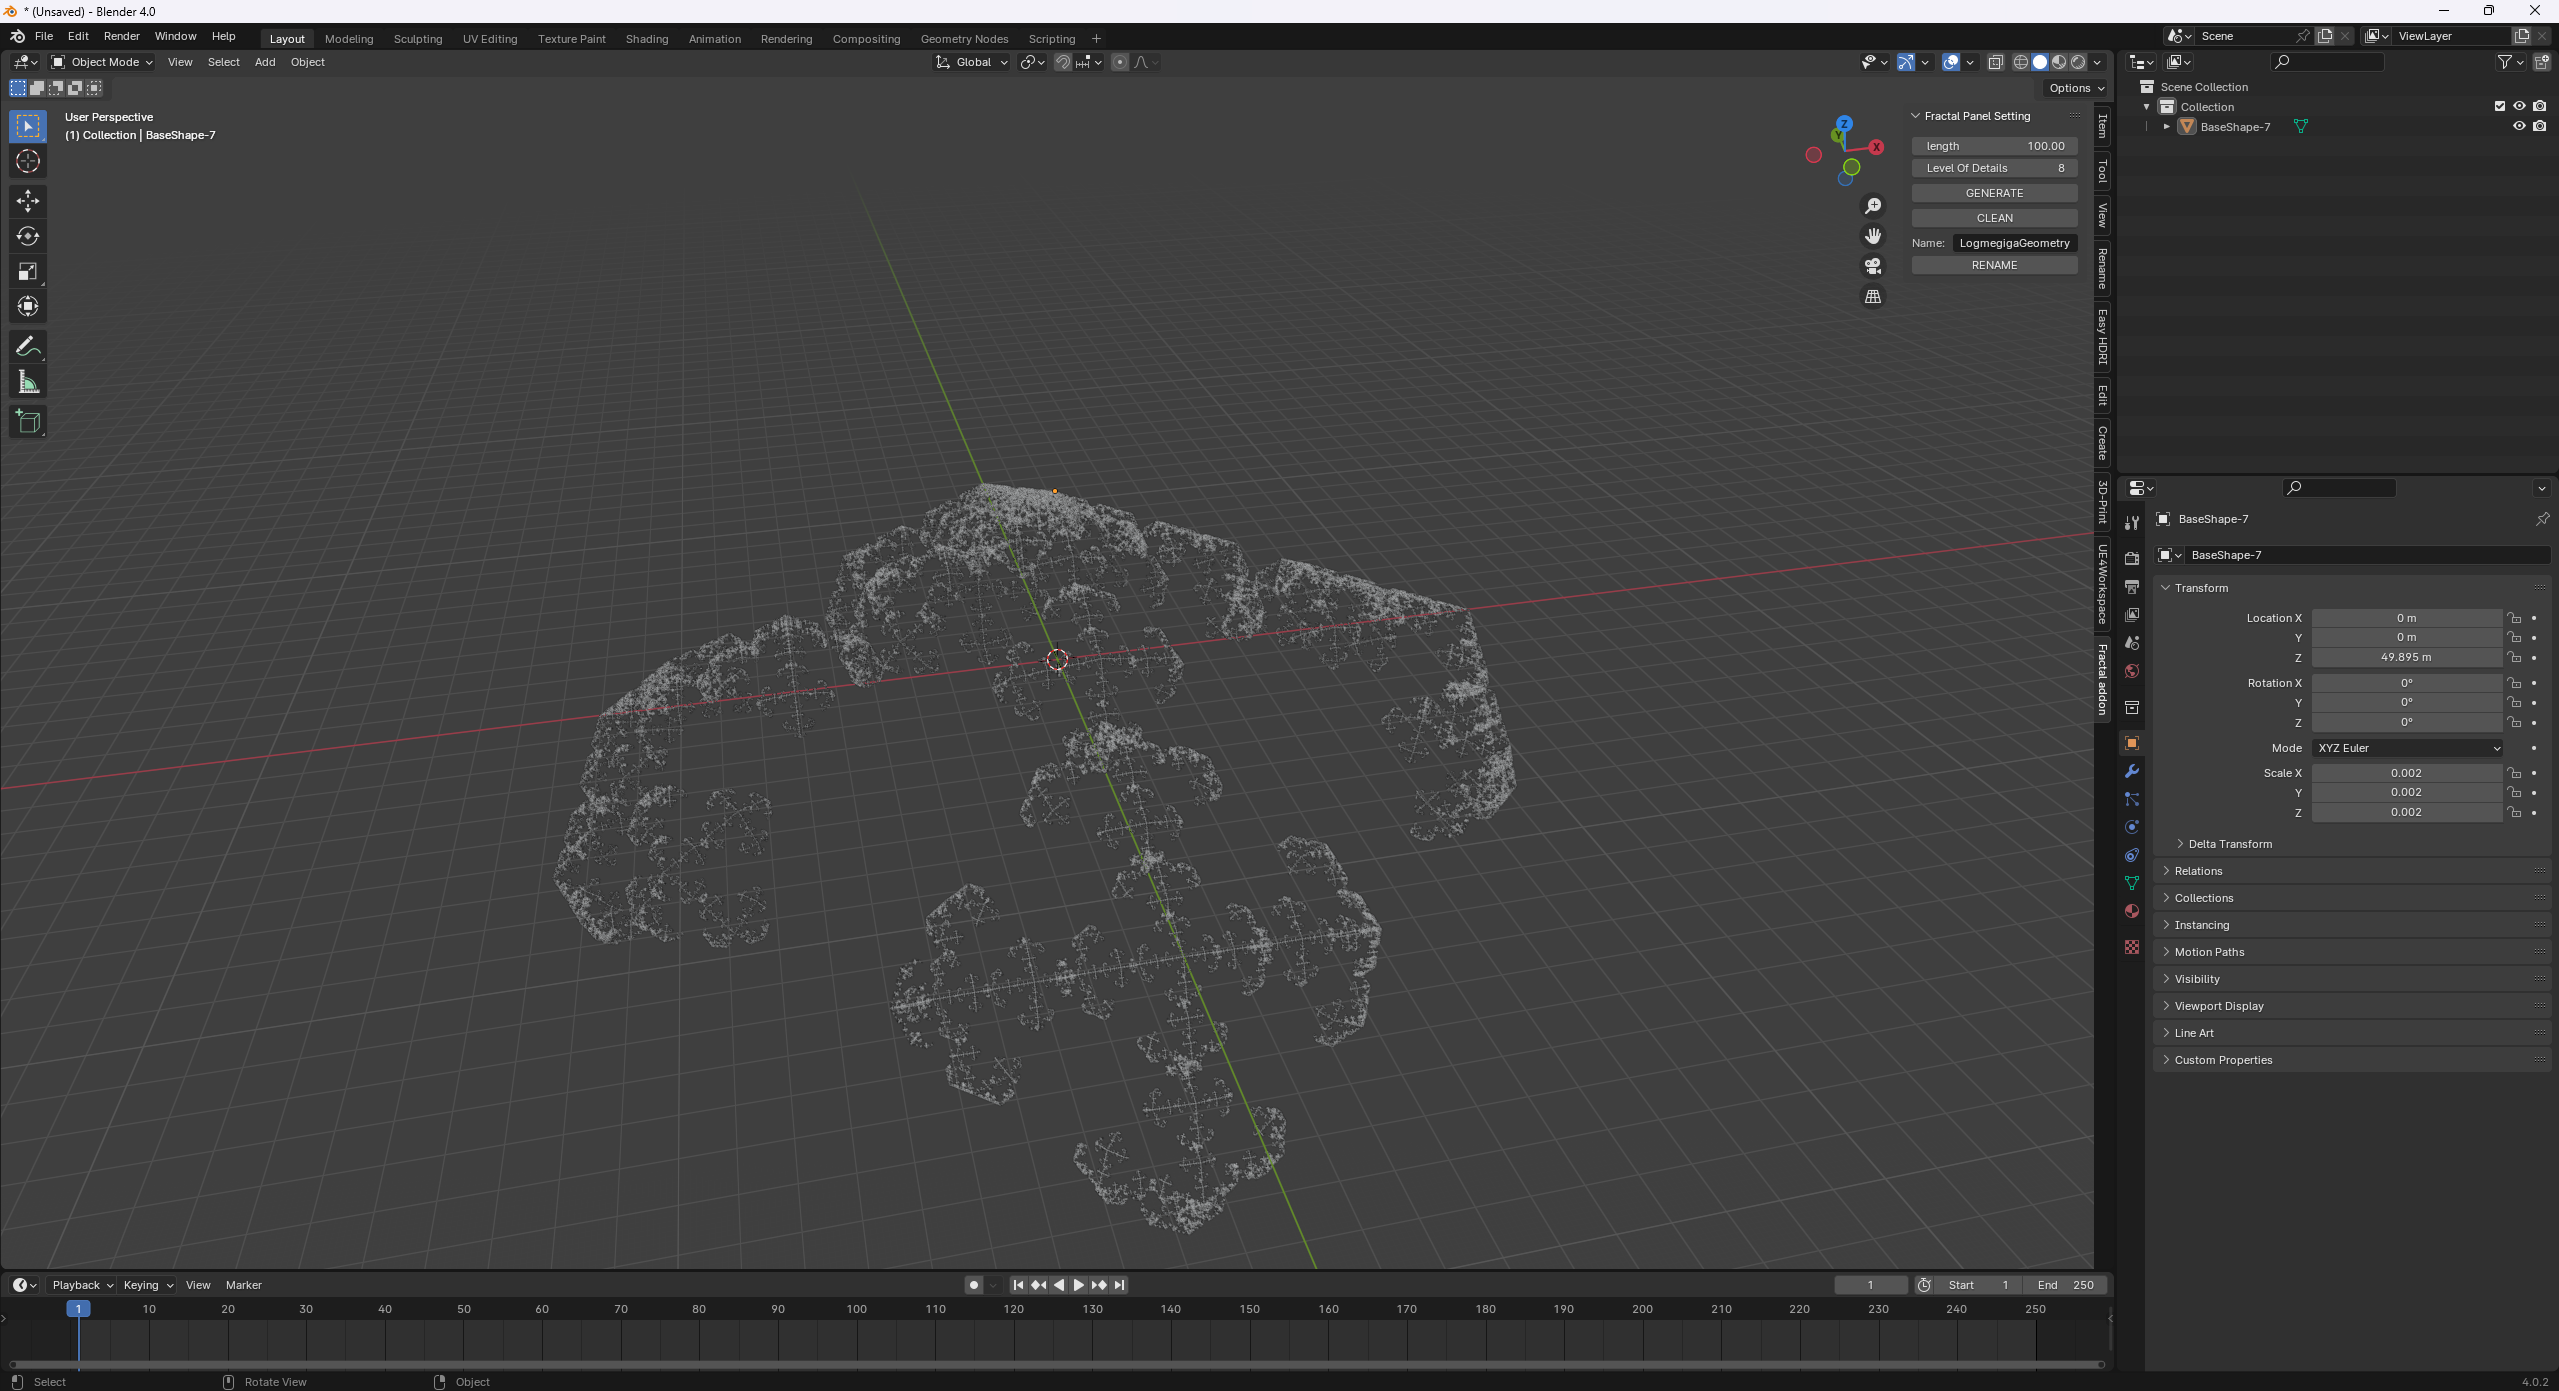 * (Unsaved) - Blender 4.0
File Edit Render Window Help Layout Modeling Sculpting UV Editing Texture Paint Shading Animation Rendering Compositing Geometry Nodes Scripting + Scene ViewLayer
Object Mode View Select Add Object Global
Options
User Perspective
(1) Collection | BaseShape-7
Z
Y
X
Fractal Panel Setting
length 100.00
Level Of Details 8
GENERATE
CLEAN
Name: LogmegigaGeometry
RENAME
Item
Tool
View
Rename
Easy HDRI
Edit
Create
3D-Print
UE4Workspace
Fractal addon
Scene Collection
Collection
BaseShape-7
BaseShape-7
BaseShape-7
Transform
Location X 0 m
Y 0 m
Z 49.895 m
Rotation X 0°
Y 0°
Z 0°
Mode XYZ Euler
Scale X 0.002
Y 0.002
Z 0.002
Delta Transform
Relations
Collections
Instancing
Motion Paths
Visibility
Viewport Display
Line Art
Custom Properties
Playback Keying View Marker 1 Start 1 End 250
1 10 20 30 40 50 60 70 80 90 100 110 120 130 140 150 160 170 180 190 200 210 220 230 240 250
Select Rotate View Object 4.0.2